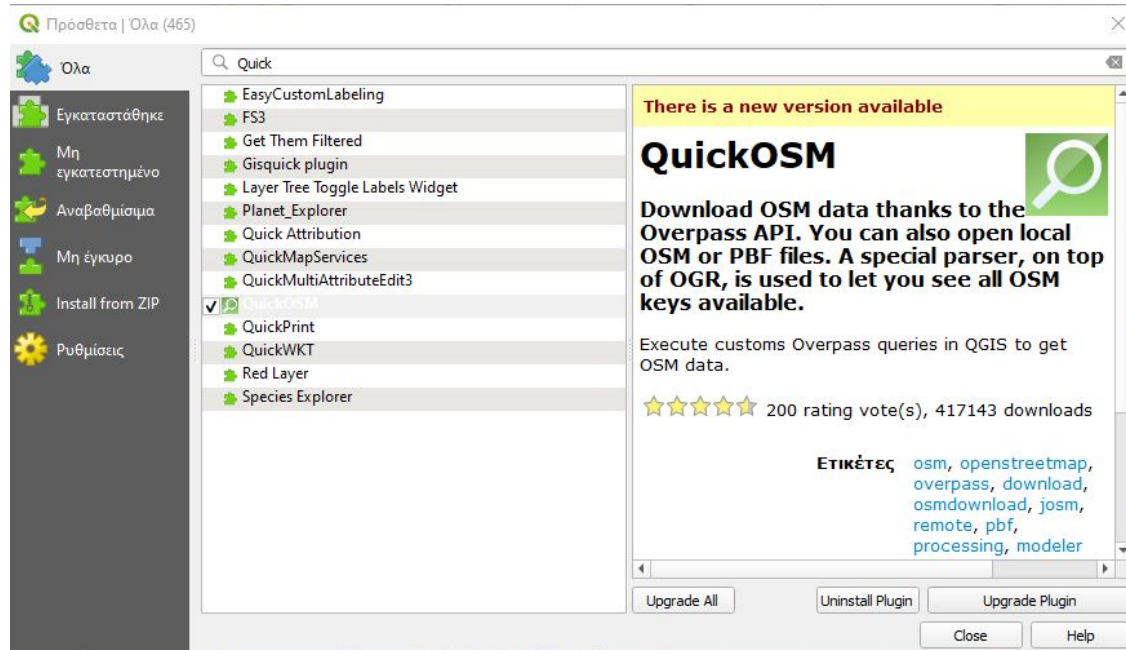 Πρόσθετα | Όλα (465)
Όλα
Εγκαταστάθηκε
Μη
εγκατεστημένο
Αναβαθμίσιμα
Μη έγκυρο
Install from ZIP
Ρυθμίσεις
Quick
EasyCustomLabeling
FS3
Get Them Filtered
Gisquick plugin
Layer Tree Toggle Labels Widget
Planet_Explorer
Quick Attribution
QuickMapServices
QuickMultiAttributeEdit3
QuickOSM
QuickPrint
QuickWKT
Red Layer
Species Explorer
There is a new version available
QuickOSM
Download OSM data thanks to the
Overpass API. You can also open local
OSM or PBF files. A special parser, on top
of OGR, is used to let you see all OSM
keys available.
Execute customs Overpass queries in QGIS to get
OSM data.
200 rating vote(s), 417143 downloads
Ετικέτες osm, openstreetmap,
overpass, download,
osmdownload, josm,
remote, pbf,
processing, modeler
Upgrade All Uninstall Plugin Upgrade Plugin
Close Help